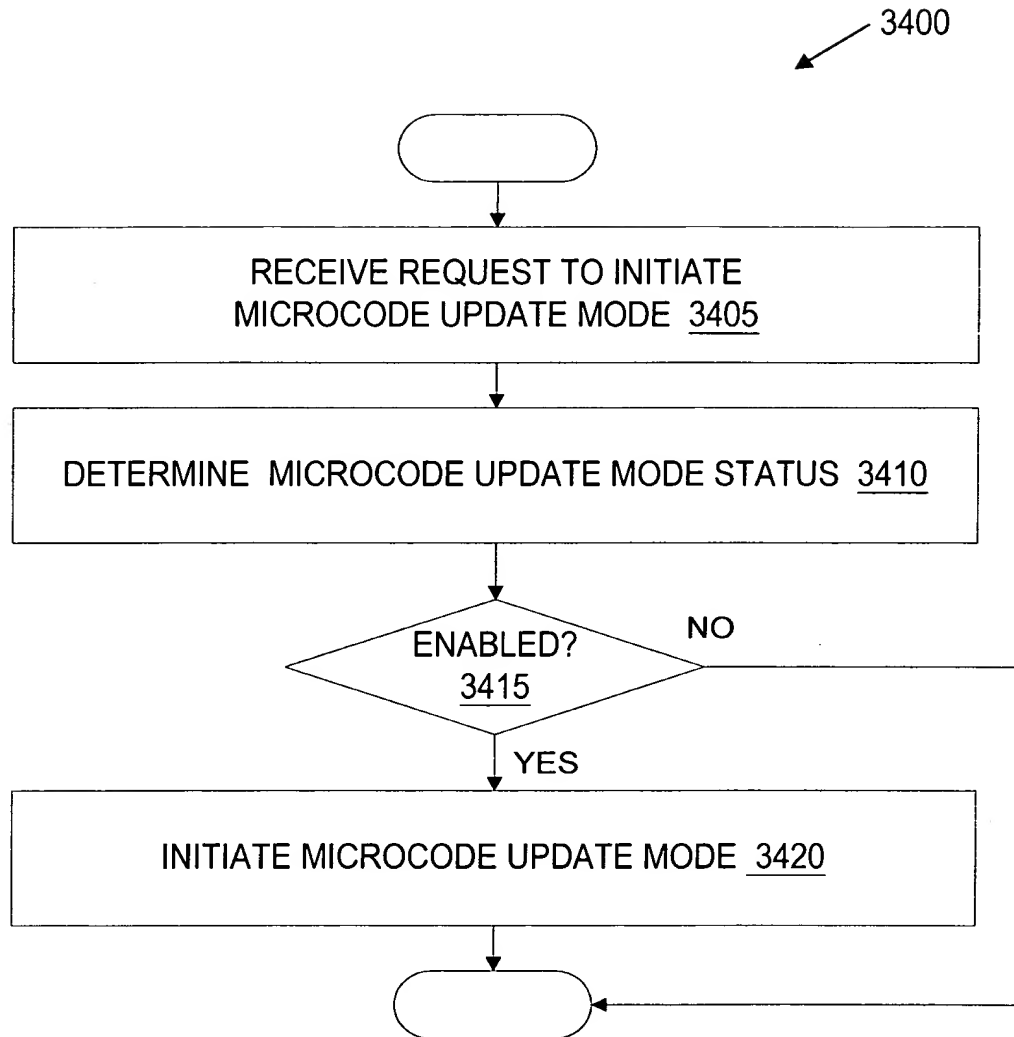 3400
RECEIVE REQUEST TO INITIATE
MICROCODE UPDATE MODE 3405
DETERMINE MICROCODE UPDATE MODE STATUS 3410
ENABLED?
3415
NO
YES
INITIATE MICROCODE UPDATE MODE 3420